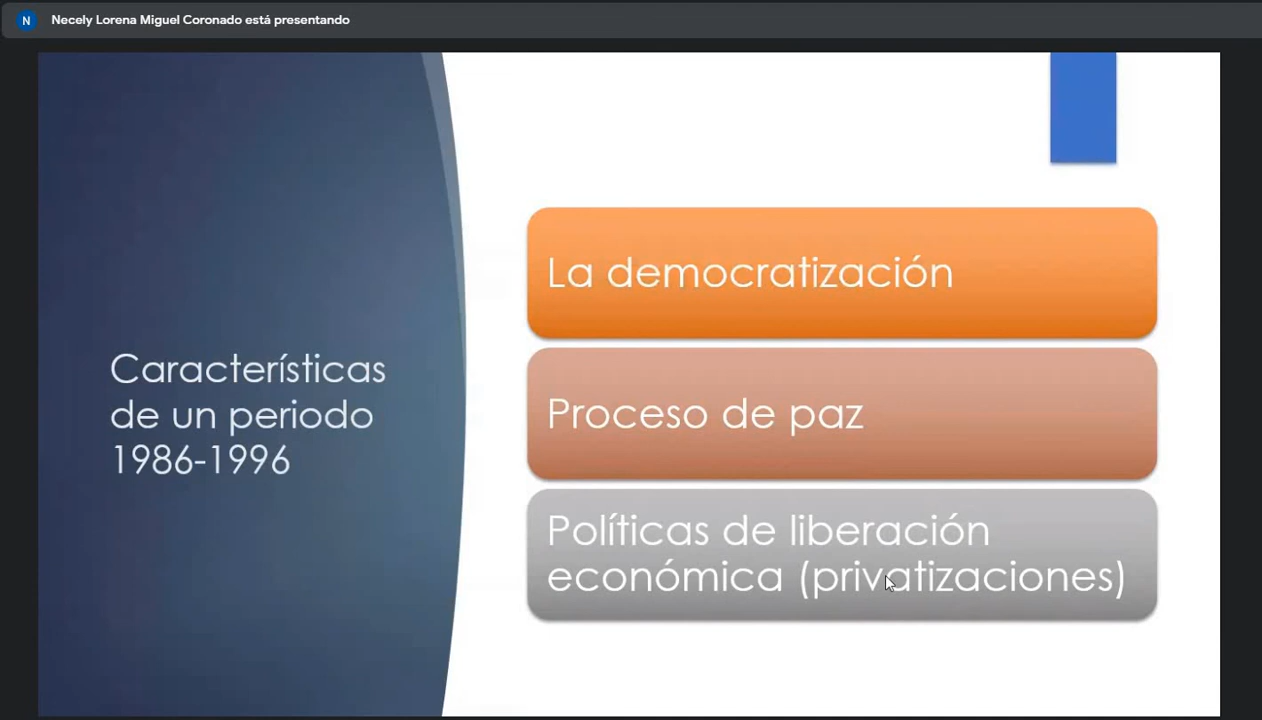 N
Necely Lorena Miguel Coronado está presentando
Características
de un periodo
1986-1996
La democratización
Proceso de paz
Políticas de liberación
económica (privatizaciones)